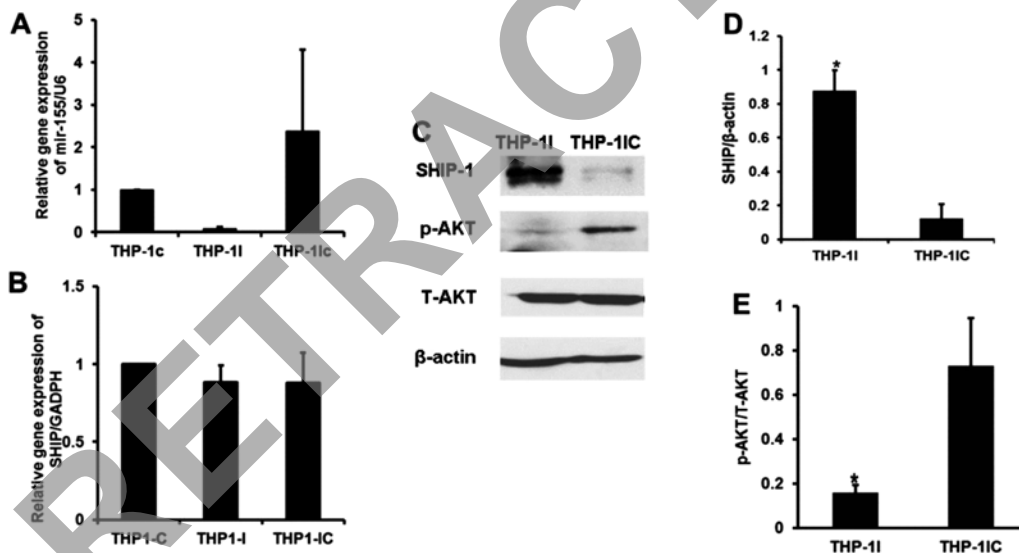 A
Relative gene expression
of mir-155/U6
5
4
3
2
1
0
THP-1c
THP-1I
THP-1Ic
B
Relative gene expression of
SHIP/GADPH
1.5
1
0.5
0
THP1-C
THP1-I
THP1-IC
C
THP-1I
THP-1IC
SHIP-1
p-AKT
T-AKT
β-actin
D
SHIP/β-actin
1.2
1
0.8
0.6
0.4
0.2
0
*
THP-1I
THP-1IC
E
p-AKT/T-AKT
1
0.8
0.6
0.4
0.2
0
*
THP-1I
THP-1IC
RETRACT